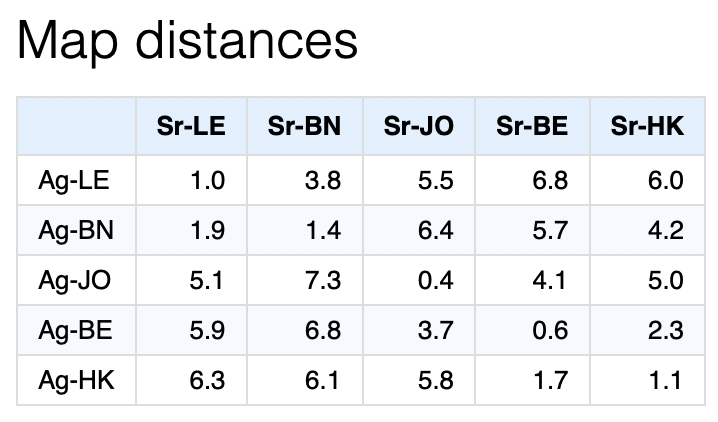 Map distances
Sr-LE Sr-BN Sr-JO Sr-BE Sr-HK
Ag-LE 1.0 3.8 5.5 6.8 6.0
Ag-BN 1.9 1.4 6.4 5.7 4.2
Ag-JO 5.1 7.3 0.4 4.1 5.0
Ag-BE 5.9 6.8 3.7 0.6 2.3
Ag-HK 6.3 6.1 5.8 1.7 1.1